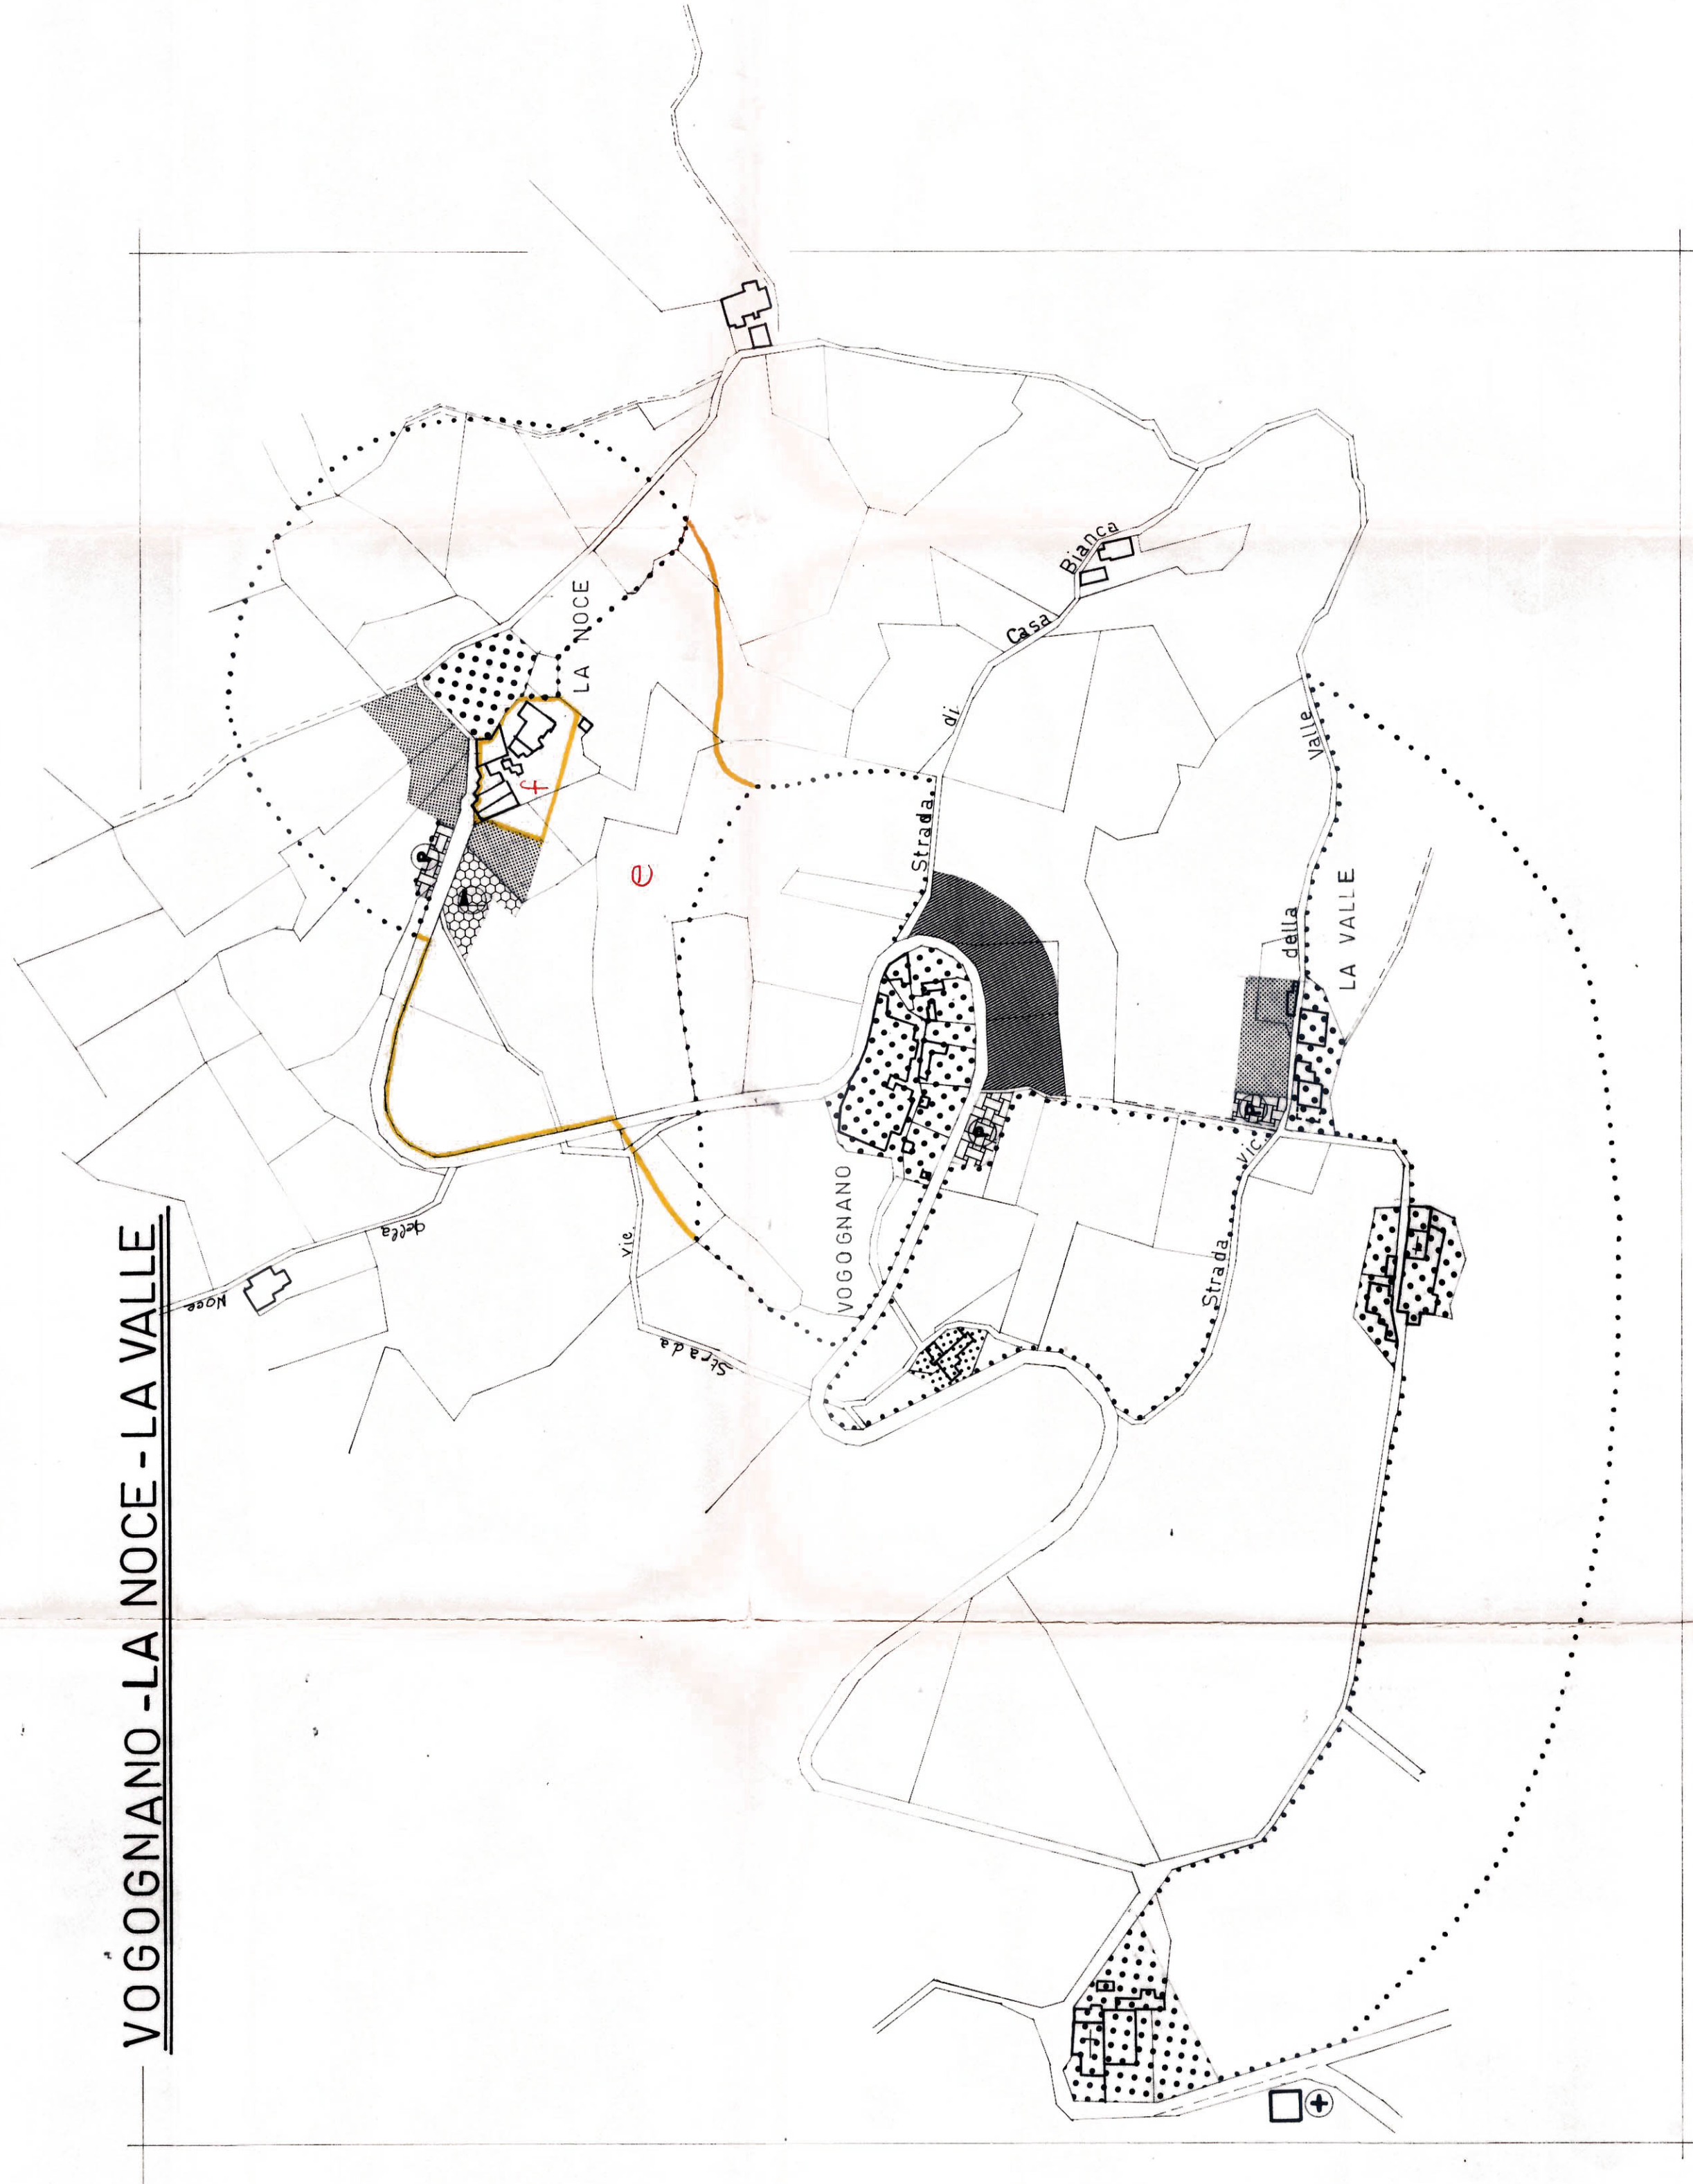 VOGOGNANO - LA NOCE - LA VALLE
LA NOCE
f
e
P
P
P
Strada
di
Casa
Bianca
Strada
vic.
della
Valle
LA VALLE
VOGOGNANO
Strada
vic.
della
Noce